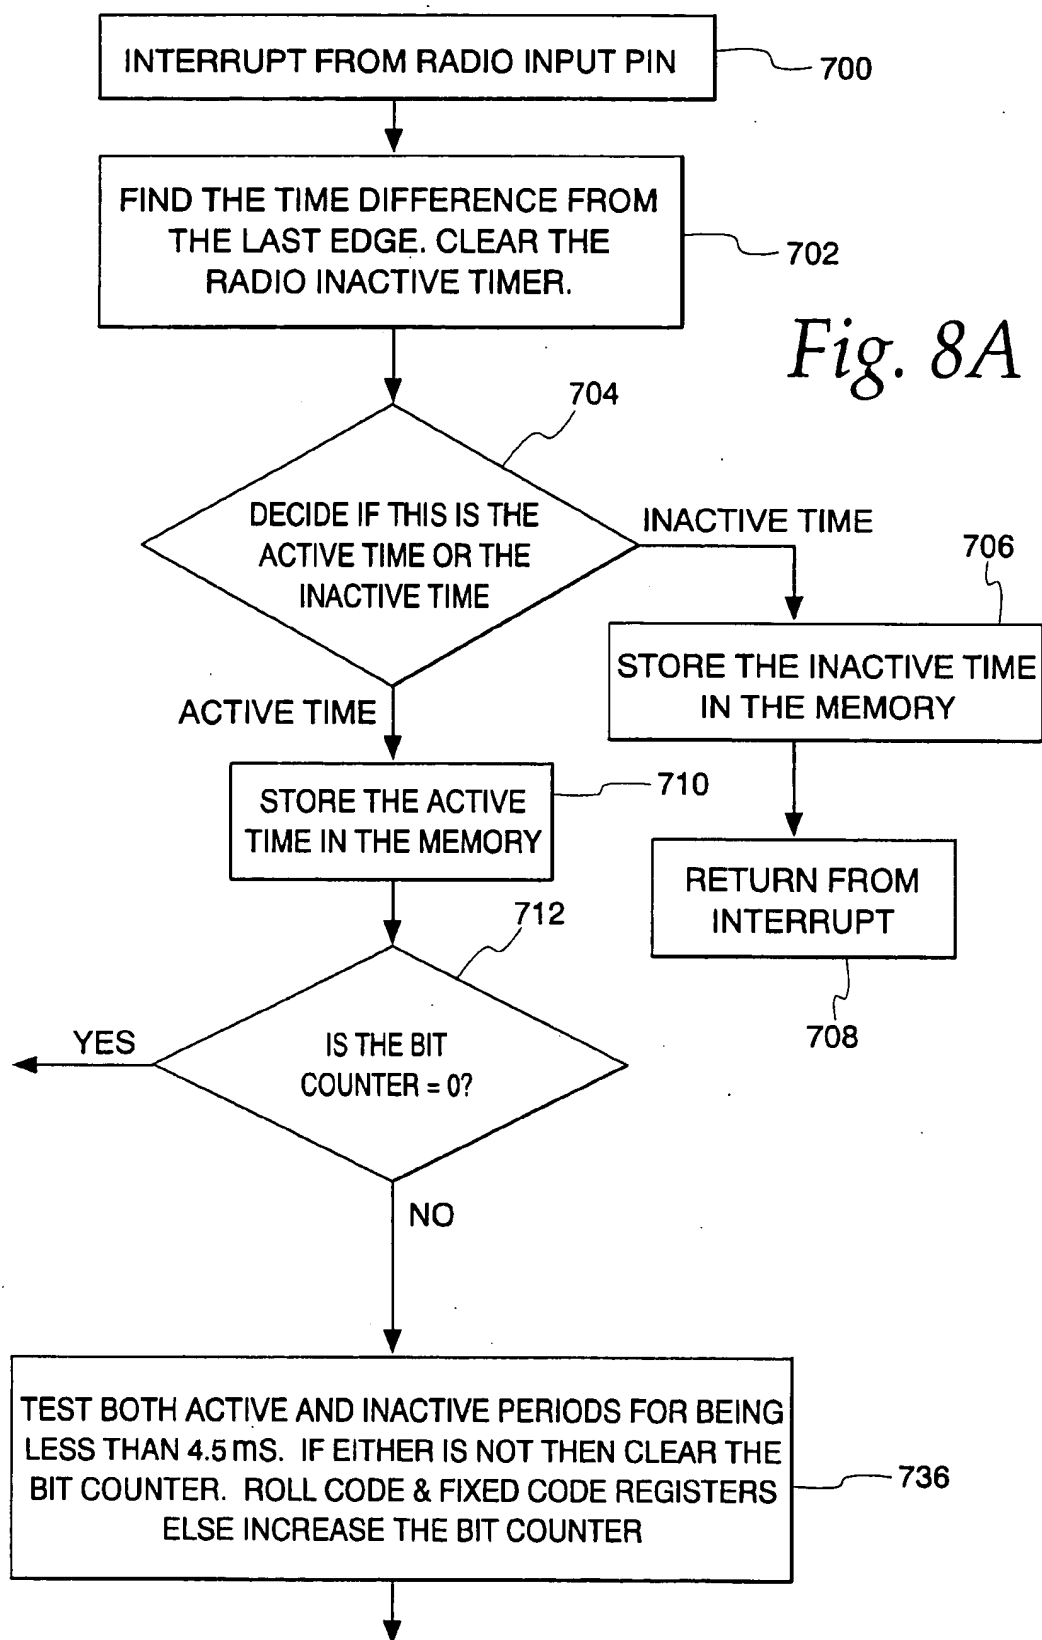 INTERRUPT FROM RADIO INPUT PIN
700
FIND THE TIME DIFFERENCE FROM
THE LAST EDGE. CLEAR THE
RADIO INACTIVE TIMER.
702
Fig. 8A
704
DECIDE IF THIS IS THE
ACTIVE TIME OR THE
INACTIVE TIME
INACTIVE TIME
706
STORE THE INACTIVE TIME
IN THE MEMORY
ACTIVE TIME
710
STORE THE ACTIVE
TIME IN THE MEMORY
RETURN FROM
INTERRUPT
708
712
YES
IS THE BIT
COUNTER = 0?
NO
TEST BOTH ACTIVE AND INACTIVE PERIODS FOR BEING
LESS THAN 4.5 mS. IF EITHER IS NOT THEN CLEAR THE
BIT COUNTER. ROLL CODE & FIXED CODE REGISTERS
ELSE INCREASE THE BIT COUNTER
736